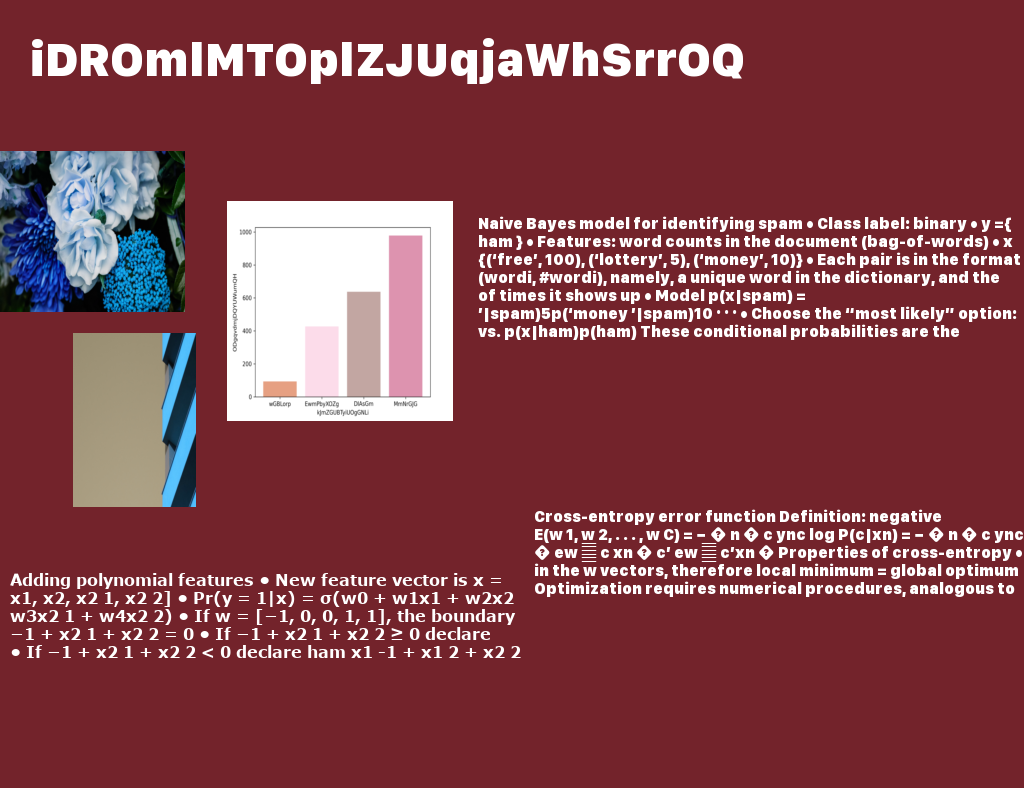 iDROmlMTOplZJUqjaWhSrrOQ
1000
800
600
400
200
0
ODgqvdlmjDQYUWumQH
wGBLorp EwmPbyXOZg DIAsGm MmNrGJG
kJmZGUBTyiUOgGNLi
Naive Bayes model for identifying spam • Class label: binary • y ={
ham } • Features: word counts in the document (bag-of-words) • x
{(‘free’, 100), (‘lottery’, 5), (‘money’, 10)} • Each pair is in the format
(wordi, #wordi), namely, a unique word in the dictionary, and the
of times it shows up • Model p(x|spam) =
’|spam)5p(‘money ’|spam)10 · · · • Choose the “most likely” option:
vs. p(x|ham)p(ham) These conditional probabilities are the
Cross-entropy error function Definition: negative
E(w 1, w 2, . . . , w C) = − � n � c ync log P(c|xn) = − � n � c ync
� ew c xn � c’ ew c’xn � Properties of cross-entropy •
in the w vectors, therefore local minimum = global optimum
Optimization requires numerical procedures, analogous to
Adding polynomial features • New feature vector is x =
x1, x2, x2 1, x2 2] • Pr(y = 1|x) = σ(w0 + w1x1 + w2x2
w3x2 1 + w4x2 2) • If w = [−1, 0, 0, 1, 1], the boundary
−1 + x2 1 + x2 2 = 0 • If −1 + x2 1 + x2 2 ≥ 0 declare
• If −1 + x2 1 + x2 2 < 0 declare ham x1 -1 + x1 2 + x2 2